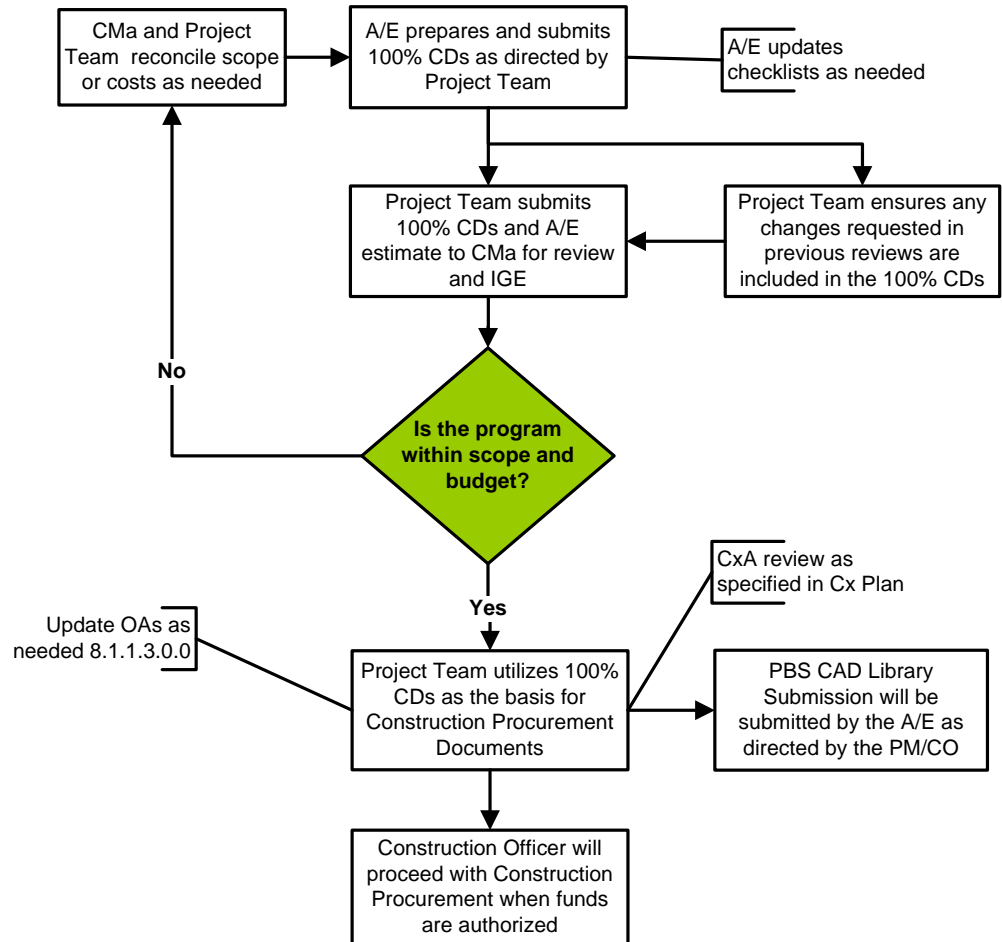 CMa and Project
Team reconcile scope
or costs as needed
A/E prepares and submits
100% CDs as directed by
Project Team
A/E updates
checklists as needed
Project Team submits
100% CDs and A/E
estimate to CMa for review
and IGE
Project Team ensures any
changes requested in
previous reviews are
included in the 100% CDs
No
Is the program
within scope and
budget?
Yes
CxA review as
specified in Cx Plan
Update OAs as
needed 8.1.1.3.0.0
Project Team utilizes 100%
CDs as the basis for
Construction Procurement
Documents
PBS CAD Library
Submission will be
submitted by the A/E as
directed by the PM/CO
Construction Officer will
proceed with Construction
Procurement when funds
are authorized